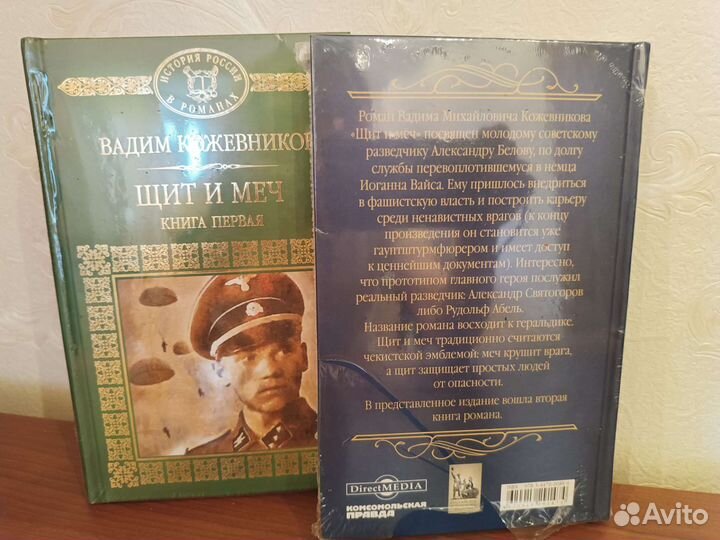 ИСТОРИЯ РОССИИ
В РОМАНАХ
ВАДИМ КОЖЕВНИКОВ
ЩИТ И МЕЧ
КНИГА ПЕРВАЯ
Роман Вадима Михайловича Кожевникова
«Щит и меч» посвящен молодому советскому
разведчику Александру Белову, по долгу
службы перевоплотившемуся в немца
Иоганна Вайса. Ему пришлось внедриться
в фашистскую власть и построить карьеру
среди ненавистных врагов (к концу
произведения он становится уже
гауптштурмфюрером и имеет доступ
к ценнейшим документам). Интересно,
что прототипом главного героя послужил
реальный разведчик Александр Святогоров
либо Рудольф Абель.
Название романа восходит к геральдике.
Щит и меч традиционно считаются
чекистской эмблемой: меч крушит врага,
а щит защищает простых людей
от опасности.
В представленное издание вошла вторая
книга романа.
DirectMEDIA
КОМСОМОЛЬСКАЯ
ПРАВДА
ISBN
Avito